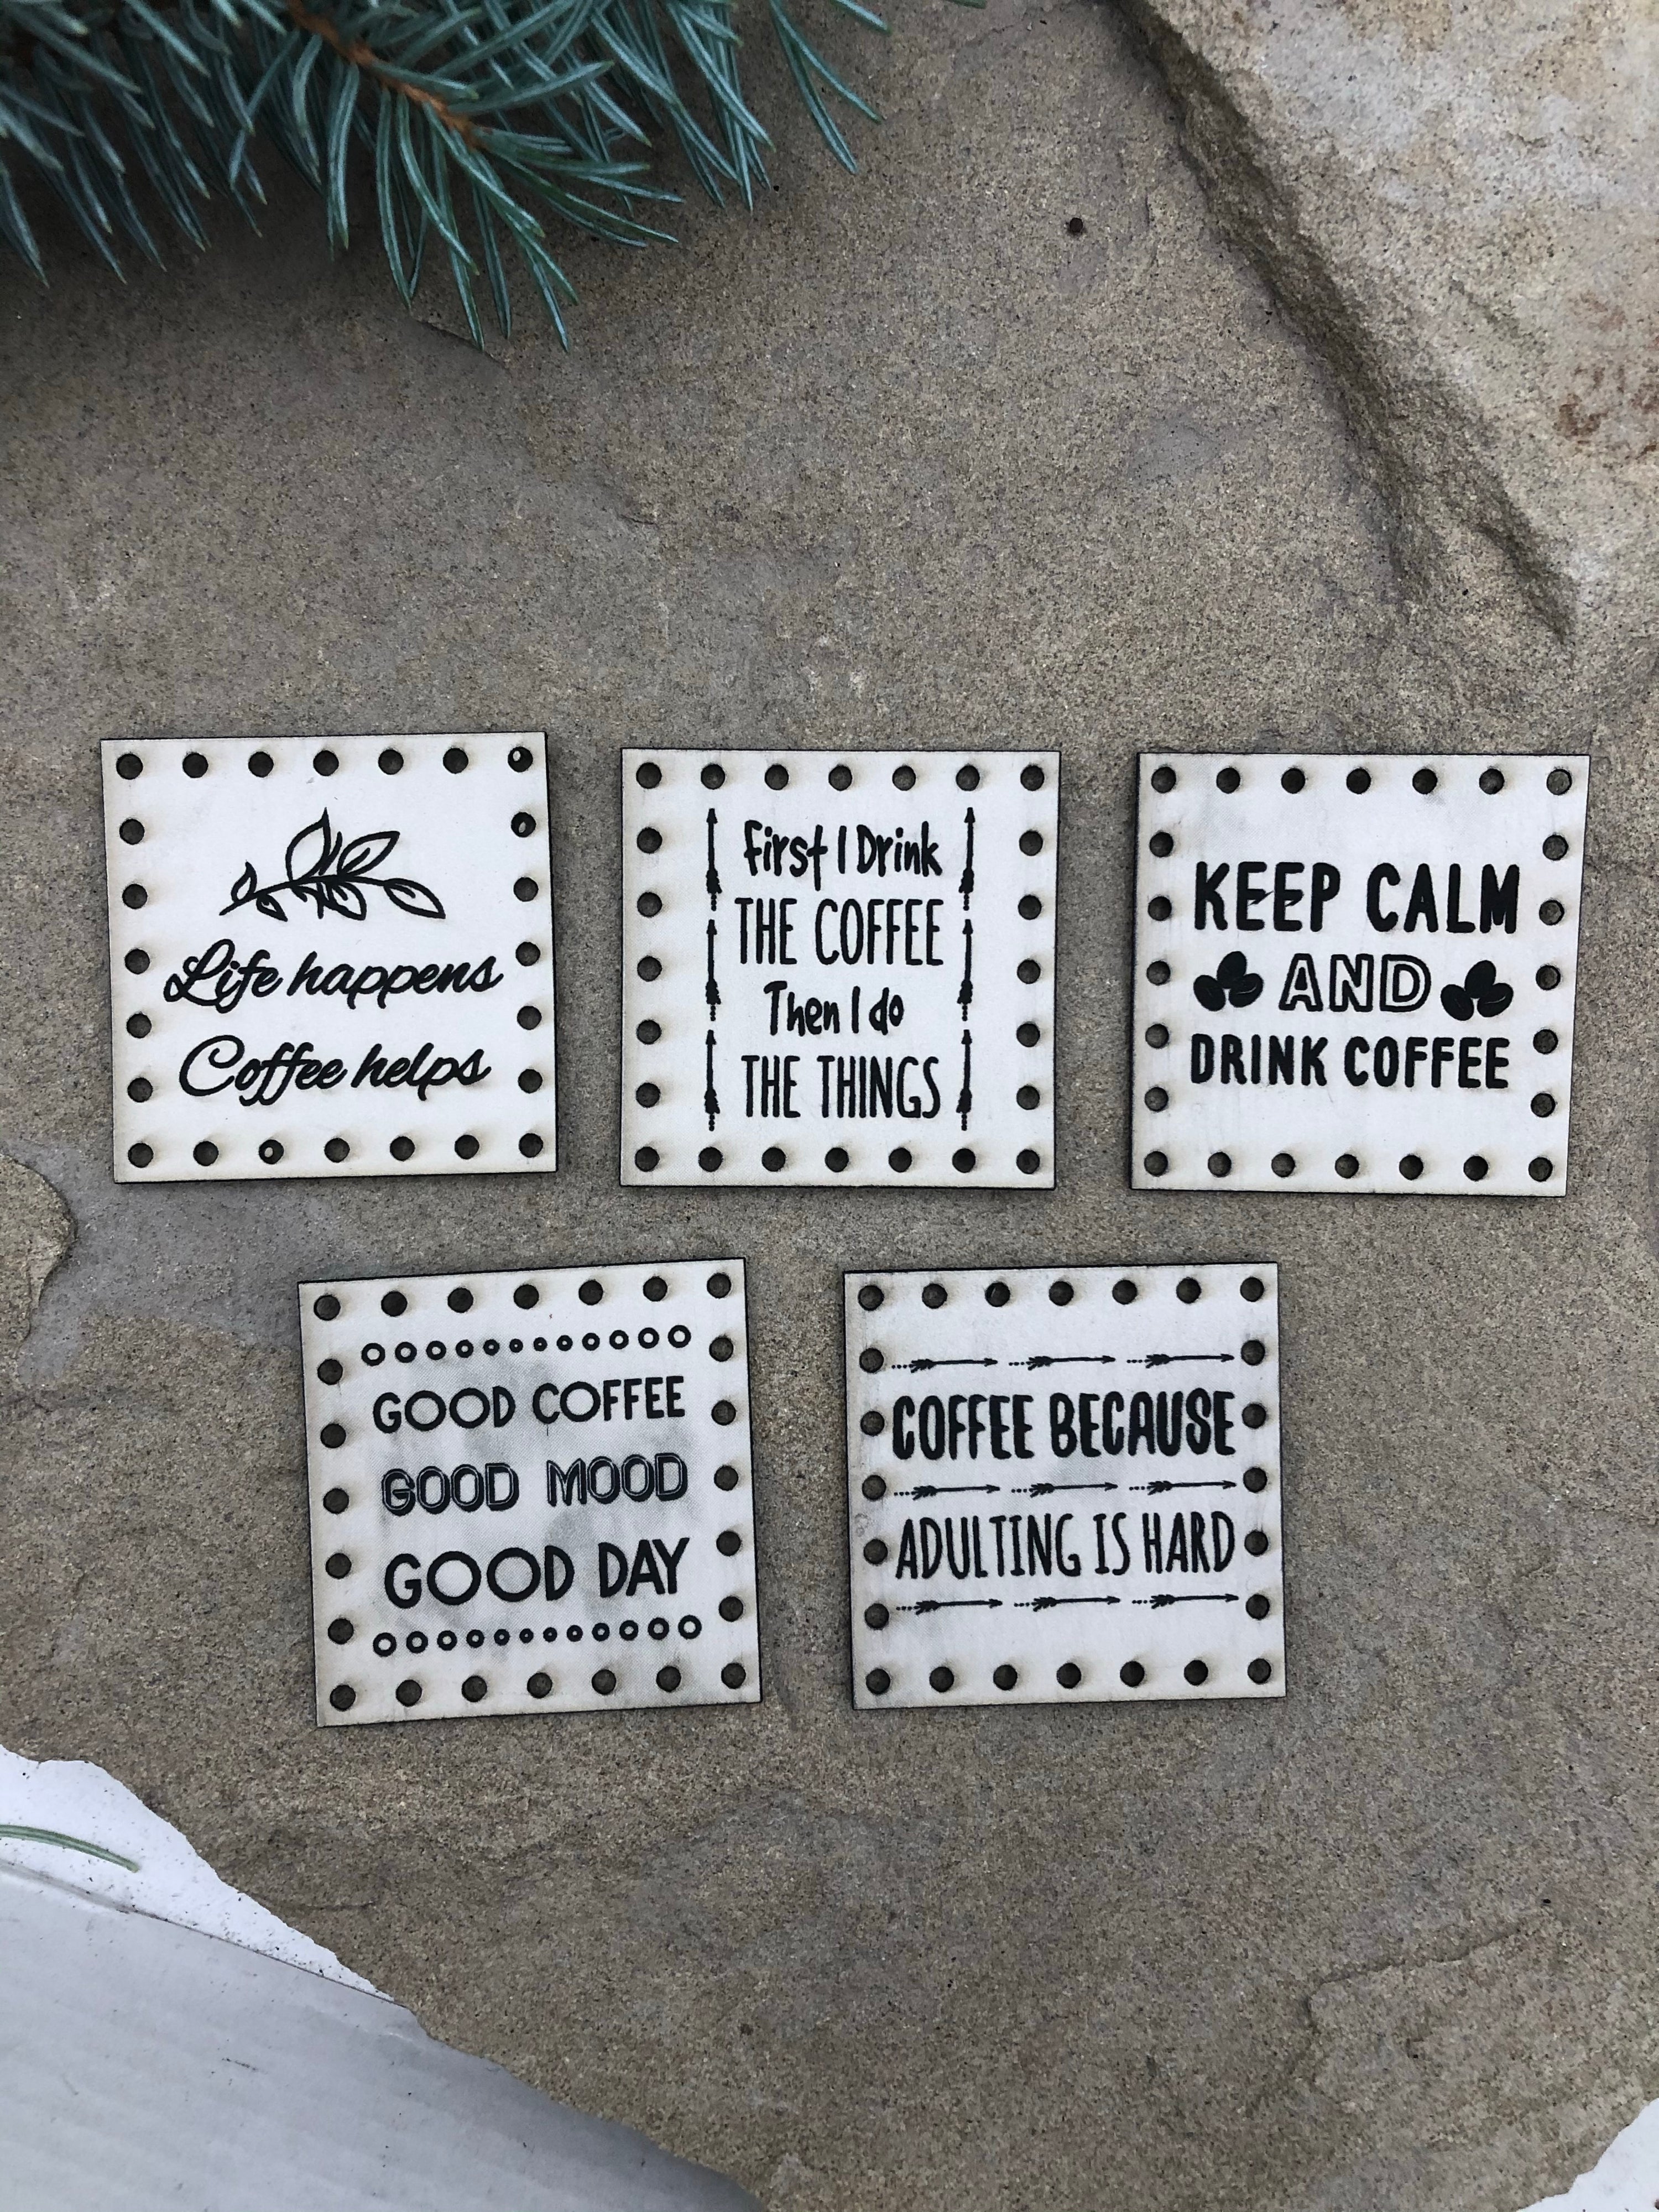 Life happens
Coffee helps
First I Drink
THE COFFEE
Then I do
THE THINGS
KEEP CALM
AND
DRINK COFFEE
GOOD COFFEE
GOOD MOOD
GOOD DAY
COFFEE BECAUSE
ADULTING IS HARD